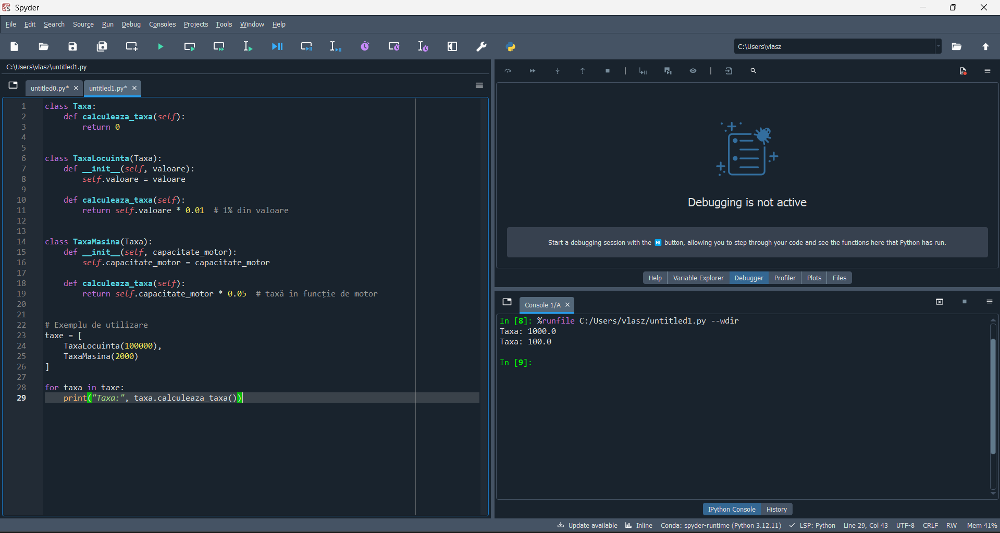 Spyder
File Edit Search Source Run Debug Consoles Projects Tools Window Help
C:\Users\vlasz
C:\Users\vlasz\untitled1.py
untitled0.py* untitled1.py*
1 class Taxa:
2     def calculeaza_taxa(self):
3         return 0
4
5
6 class TaxaLocuinta(Taxa):
7     def __init__(self, valoare):
8         self.valoare = valoare
9
10     def calculeaza_taxa(self):
11         return self.valoare * 0.01  # 1% din valoare
12
13
14 class TaxaMasina(Taxa):
15     def __init__(self, capacitate_motor):
16         self.capacitate_motor = capacitate_motor
17
18     def calculeaza_taxa(self):
19         return self.capacitate_motor * 0.05  # taxă în funcție de motor
20
21
22 # Exemplu de utilizare
23 taxe = [
24     TaxaLocuinta(100000),
25     TaxaMasina(2000)
26 ]
27
28 for taxa in taxe:
29     print("Taxa:", taxa.calculeaza_taxa())
Debugging is not active
Start a debugging session with the button, allowing you to step through your code and see the functions here that Python has run.
Help Variable Explorer Debugger Profiler Plots Files
Console 1/A
In [8]: %runfile C:/Users/vlasz/untitled1.py --wdir
Taxa: 1000.0
Taxa: 100.0
In [9]:
IPython Console History
Update available Inline Conda: spyder-runtime (Python 3.12.11) LSP: Python Line 29, Col 43 UTF-8 CRLF RW Mem 41%